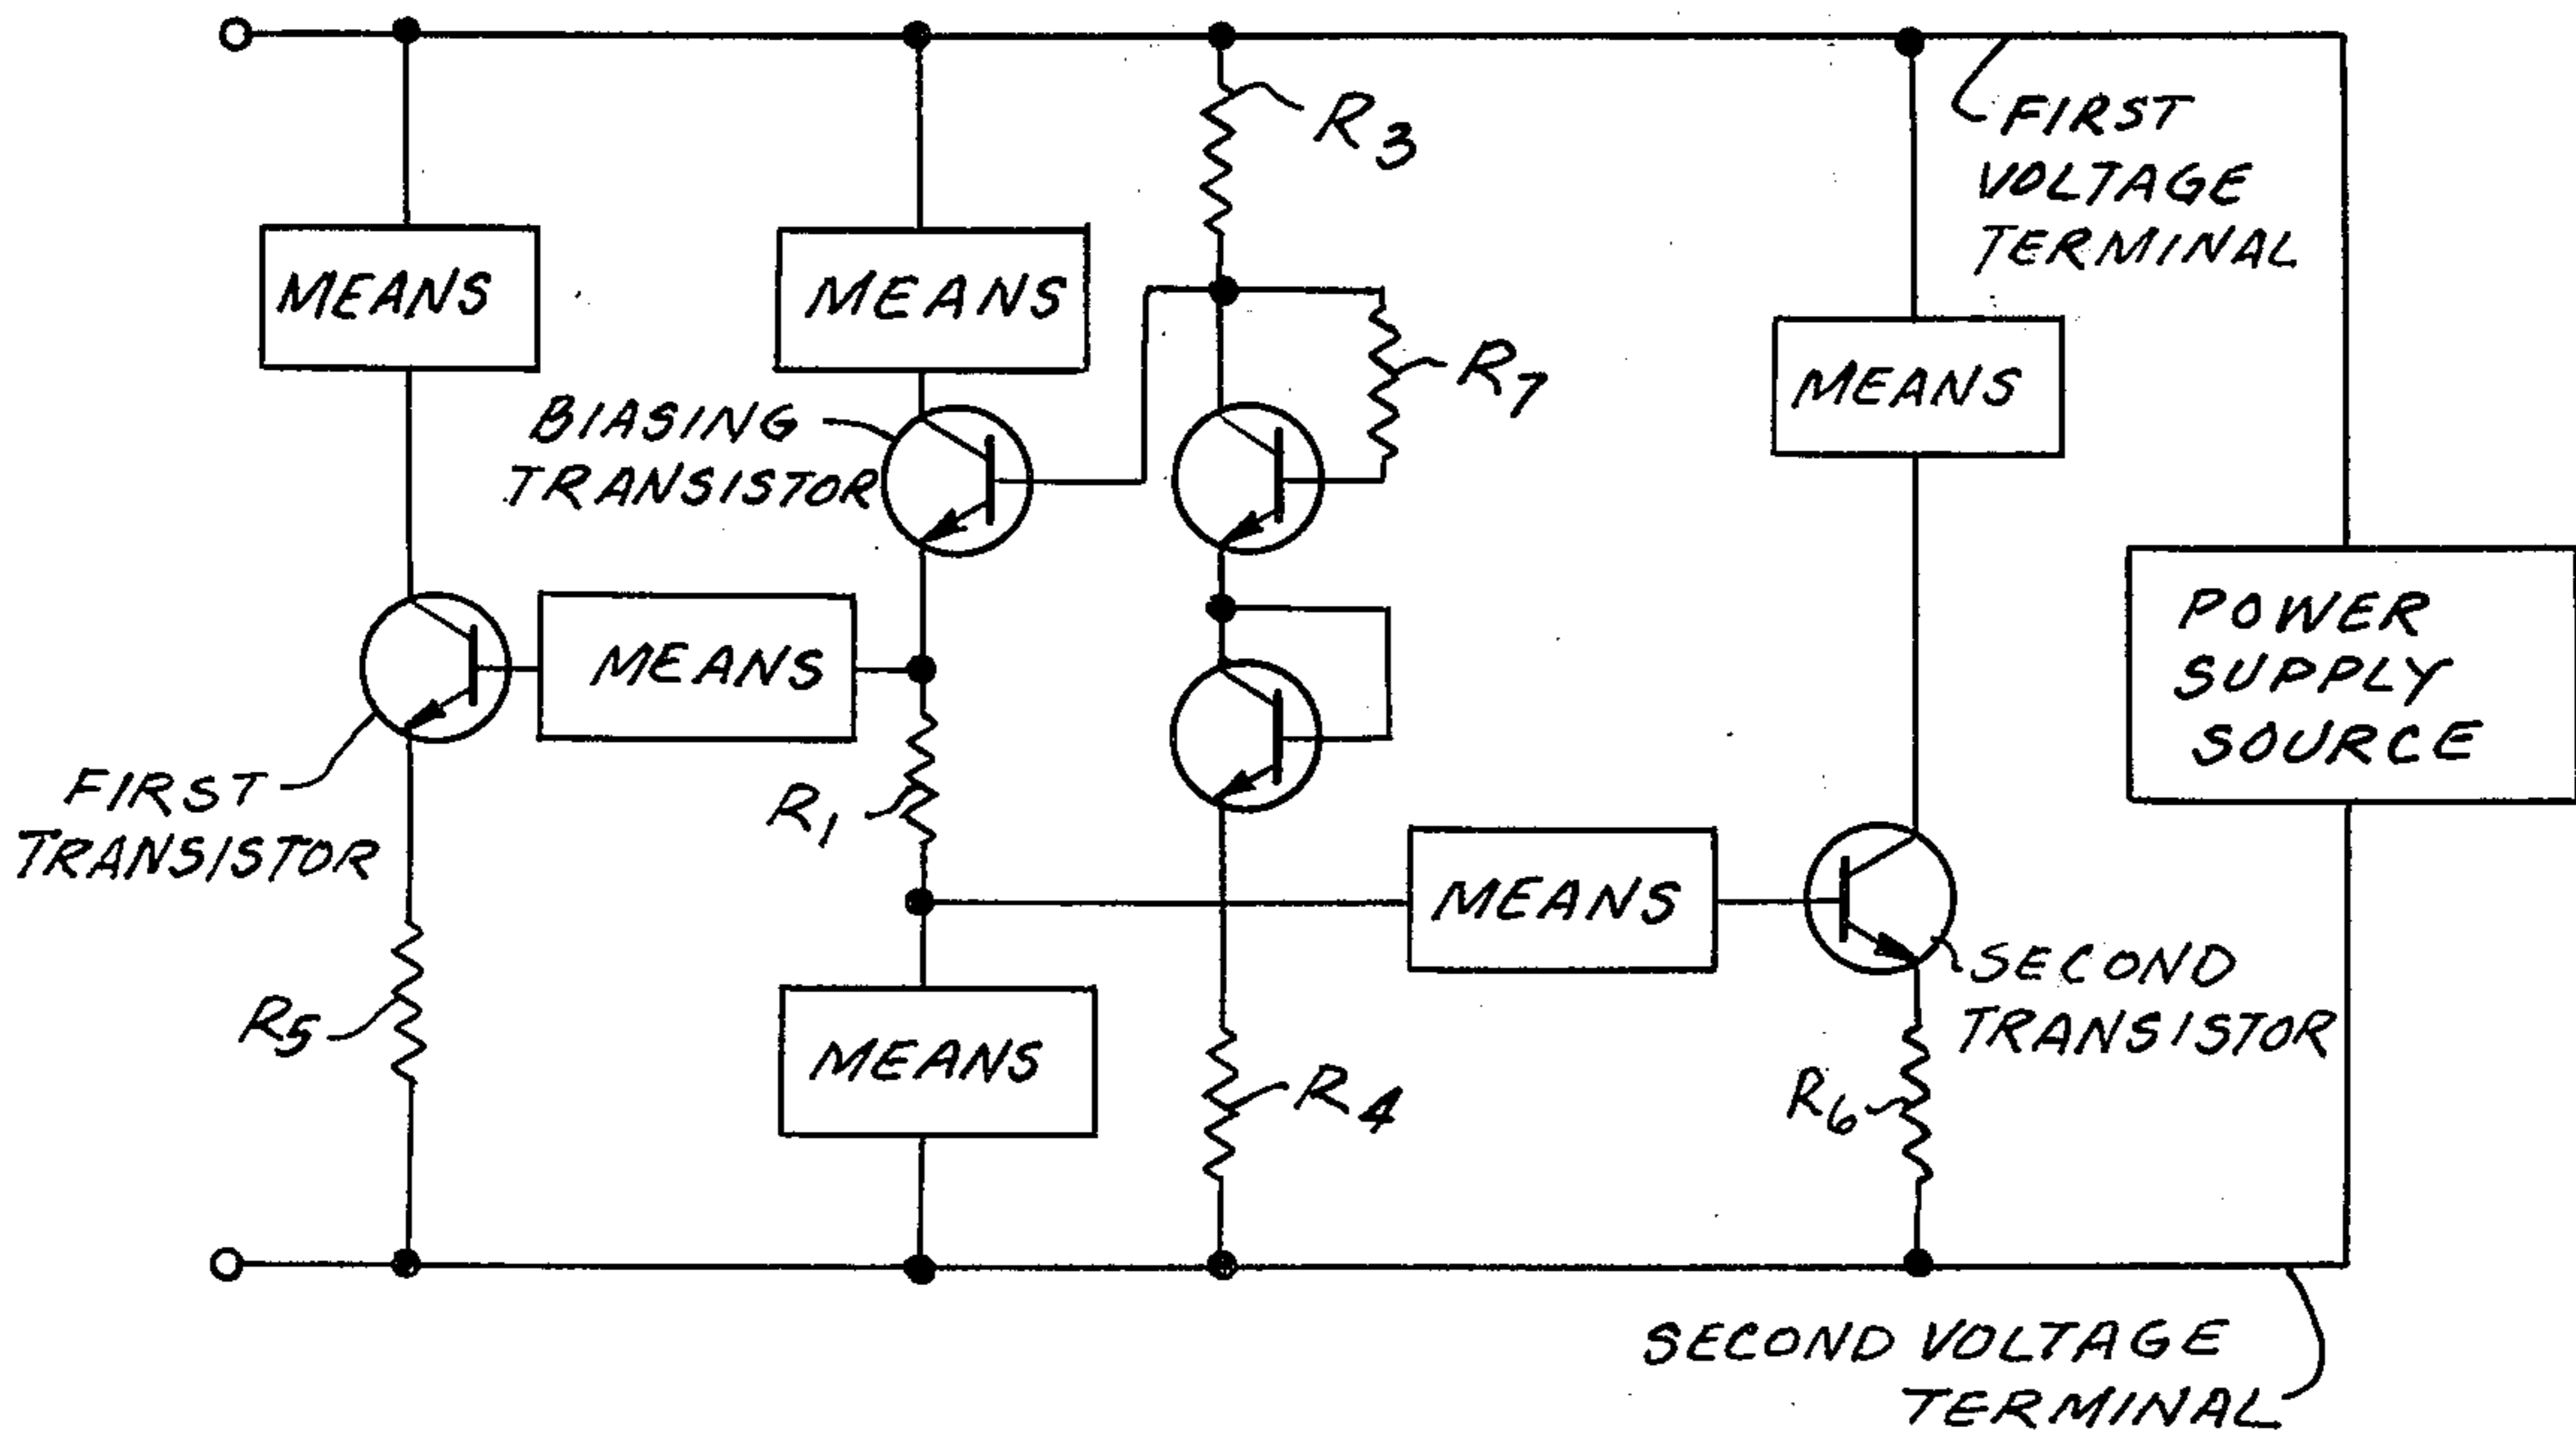 R3
FIRST
VOLTAGE
TERMINAL
MEANS
MEANS
R7
MEANS
BIASING
TRANSISTOR
POWER
SUPPLY
SOURCE
MEANS
FIRST
TRANSISTOR
R1
MEANS
SECOND
TRANSISTOR
R5
MEANS
R4
R6
SECOND VOLTAGE
TERMINAL